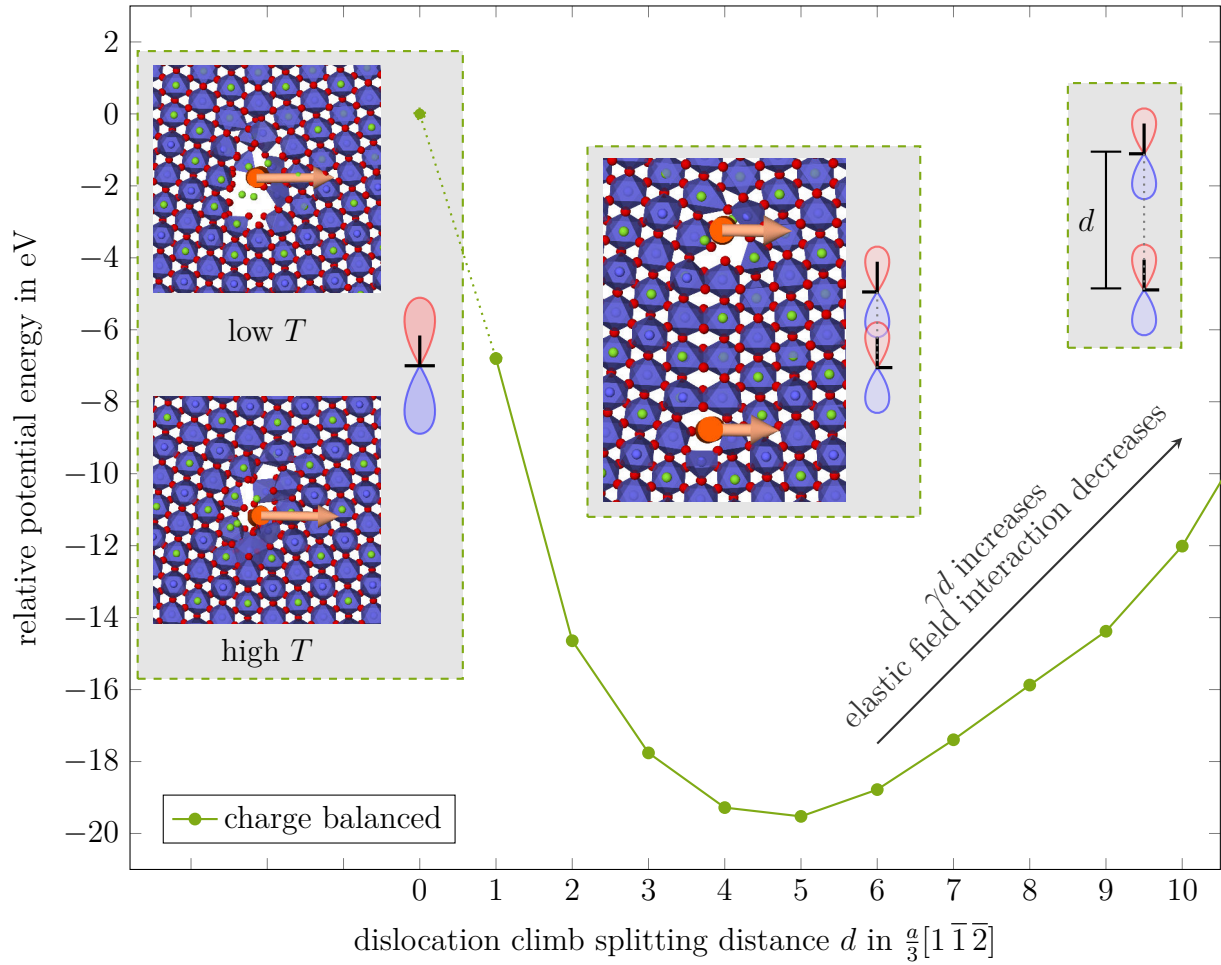 relative potential energy in eV
2
0
−2
−4
−6
−8
−10
−12
−14
−16
−18
−20
low T
high T
d
γd increases
elastic field interaction decreases
charge balanced
0 1 2 3 4 5 6 7 8 9 10
dislocation climb splitting distance d in a/3[1 1̅ 2̅]